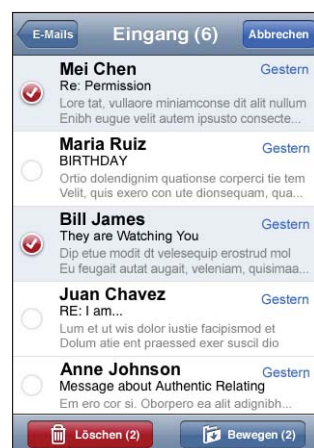 E-Mails Eingang (6) Abbrechen
Mei Chen Gestern
Re: Permission
Lore tat, vullaore miniamconse dit alit nullum
Enibh eugue velit autem ipsusto consecte...
Maria Ruiz Gestern
BIRTHDAY
Ortio dolendignim quationse corperci tie tem
Velit, quis exero con ute dionsequam, qua...
Bill James Gestern
They are Watching You
Dip etue modit dt velesequip erostrud mol
Eu feugait autat augait, veleniam, quisimaa...
Juan Chavez Gestern
RE: I am...
Lum et ut wis dolor iustie facipismod et
Dolum atie ent praessed exer suscil dio
Anne Johnson Gestern
Message about Authentic Relating
Em ero cor si. Oborpero ea alit adignibh...
Löschen (2) Bewegen (2)